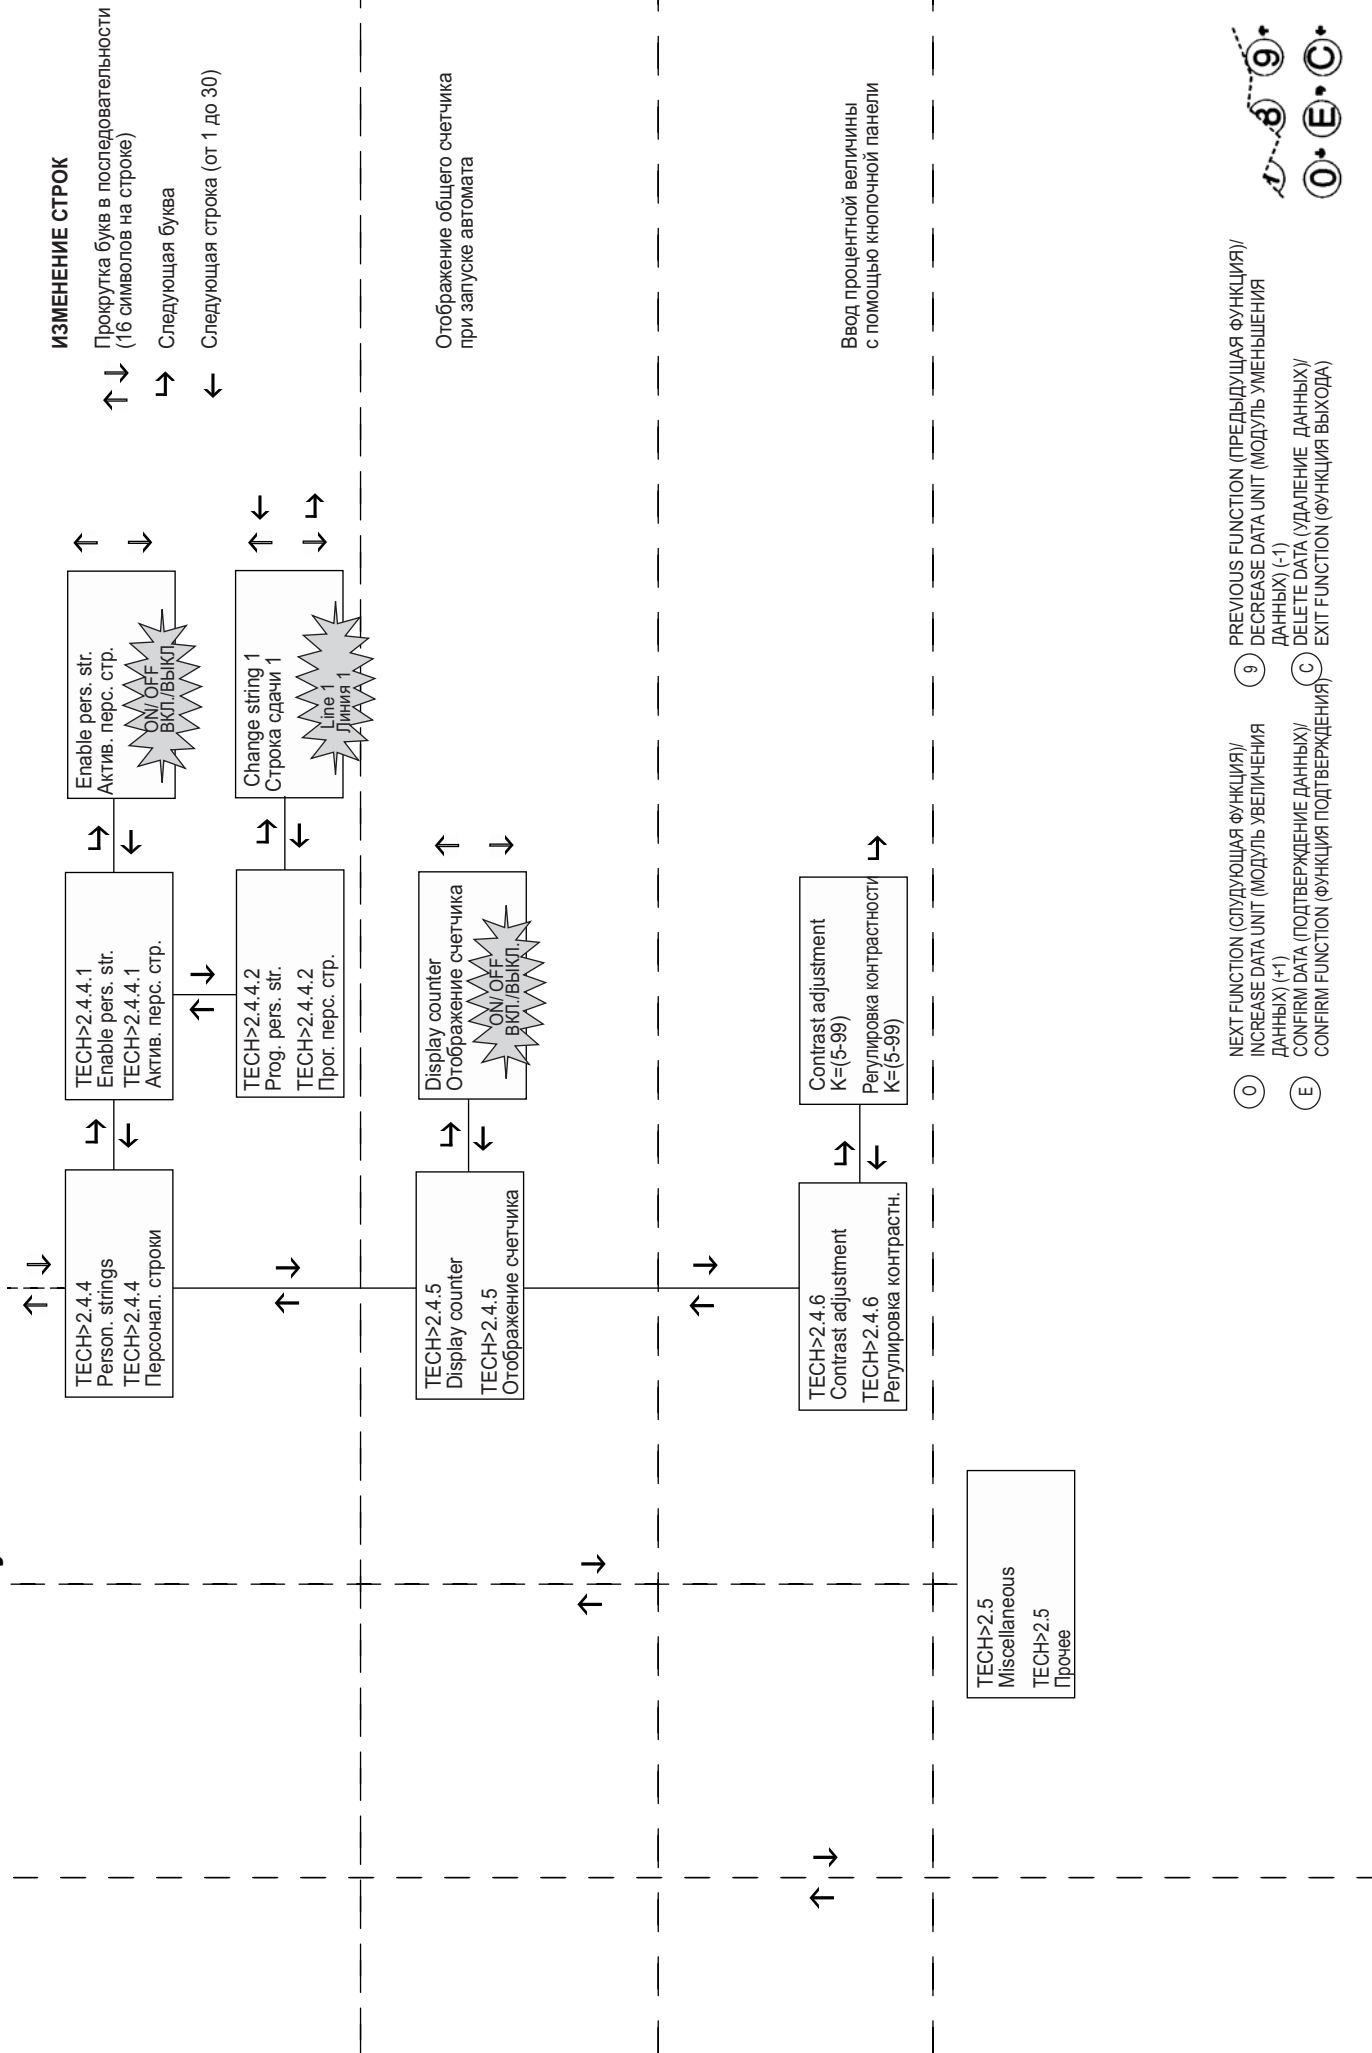 TECH>2.4.4
Person. strings
TECH>2.4.4
Персонал. строки
TECH>2.4.4.1
Enable pers. str.
TECH>2.4.4.1
Актив. перс. стр.
Enable pers. str.
Актив. перс. стр.
ON/ OFF
ВКЛ./ВЫКЛ.
TECH>2.4.4.2
Prog. pers. str.
TECH>2.4.4.2
Прог. перс. стр.
Change string 1
Строка сдачи 1
Line 1
Линия 1
ИЗМЕНЕНИЕ СТРОК
Прокрутка букв в последовательности
(16 символов на строке)
Следующая буква
Следующая строка (от 1 до 30)
TECH>2.4.5
Display counter
TECH>2.4.5
Отображение счетчика
Display counter
Отображение счетчика
ON/ OFF
ВКЛ./ВЫКЛ.
Отображение общего счетчика
при запуске автомата
TECH>2.4.6
Contrast adjustment
TECH>2.4.6
Регулировка контрастн.
Contrast adjustment
K=(5-99)
Регулировка контрастности
K=(5-99)
Ввод процентной величины
с помощью кнопочной панели
TECH>2.5
Miscellaneous
TECH>2.5
Прочее
0
NEXT FUNCTION (СЛУДУЮЩАЯ ФУНКЦИЯ)/
INCREASE DATA UNIT (МОДУЛЬ УВЕЛИЧЕНИЯ
ДАННЫХ) (+1)
E
CONFIRM DATA (ПОДТВЕРЖДЕНИЕ ДАННЫХ)/
CONFIRM FUNCTION (ФУНКЦИЯ ПОДТВЕРЖДЕНИЯ)
9
PREVIOUS FUNCTION (ПРЕДЫДУЩАЯ ФУНКЦИЯ)/
DECREASE DATA UNIT (МОДУЛЬ УМЕНЬШЕНИЯ
ДАННЫХ) (-1)
C
DELETE DATA (УДАЛЕНИЕ ДАННЫХ)/
EXIT FUNCTION (ФУНКЦИЯ ВЫХОДА)
1 8 9
0 E C